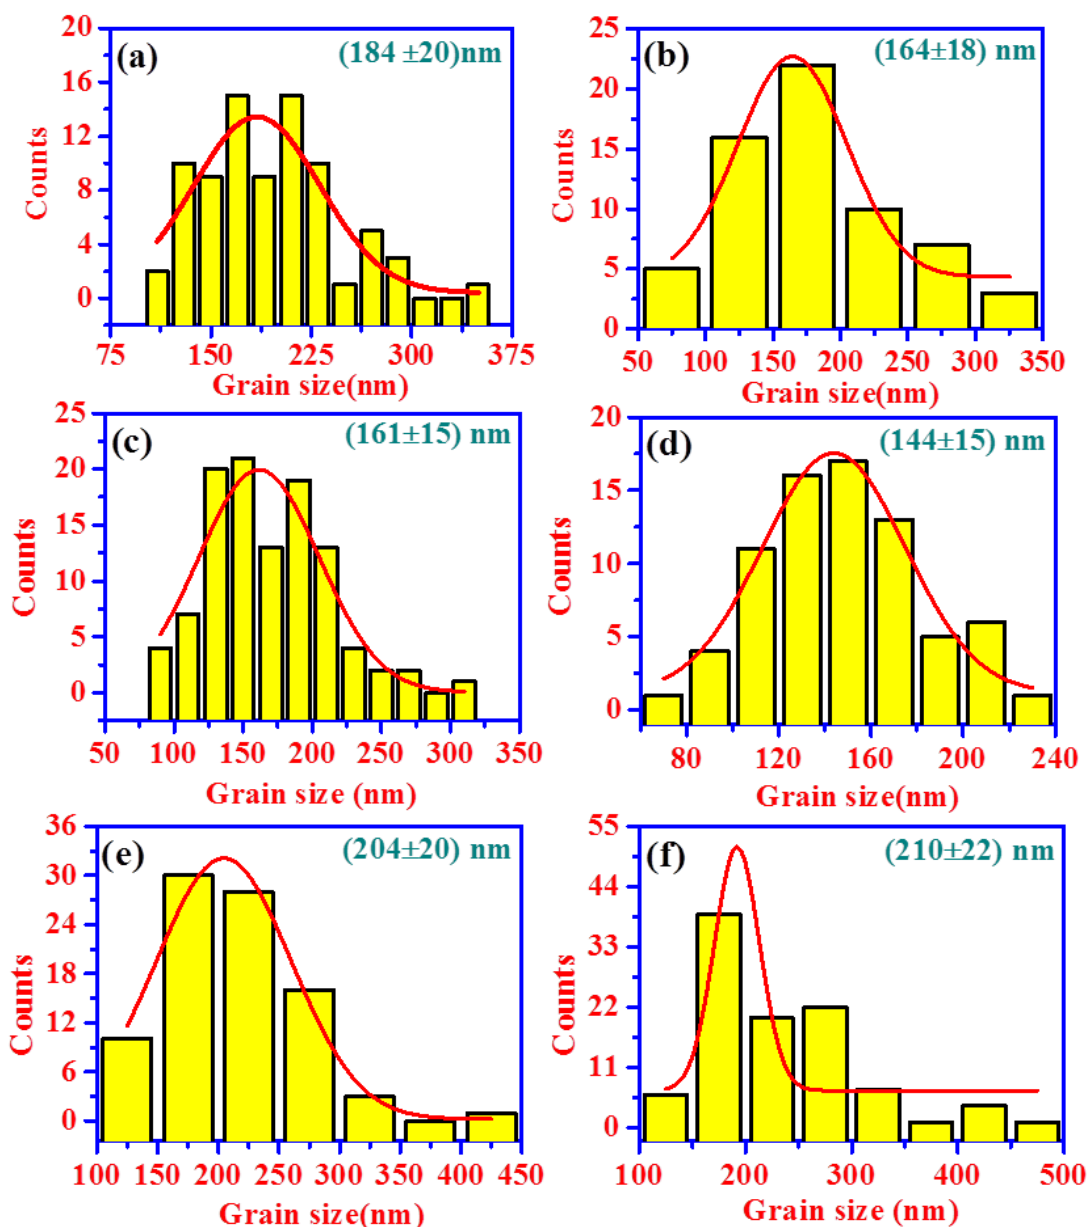 (a)
(184 ±20)nm
20
16
12
8
4
0
Counts
75 150 225 300 375
Grain size(nm)
(b)
(164±18) nm
25
20
15
10
5
0
Counts
50 100 150 200 250 300 350
Grain size(nm)
(c)
(161±15) nm
25
20
15
10
5
0
Counts
50 100 150 200 250 300 350
Grain size (nm)
(d)
(144±15) nm
20
15
10
5
0
Counts
80 120 160 200 240
Grain size(nm)
(e)
(204±20) nm
36
30
24
18
12
6
0
Counts
100 150 200 250 300 350 400 450
Grain size(nm)
(f)
(210±22) nm
55
44
33
22
11
0
Counts
100 200 300 400 500
Grain size (nm)